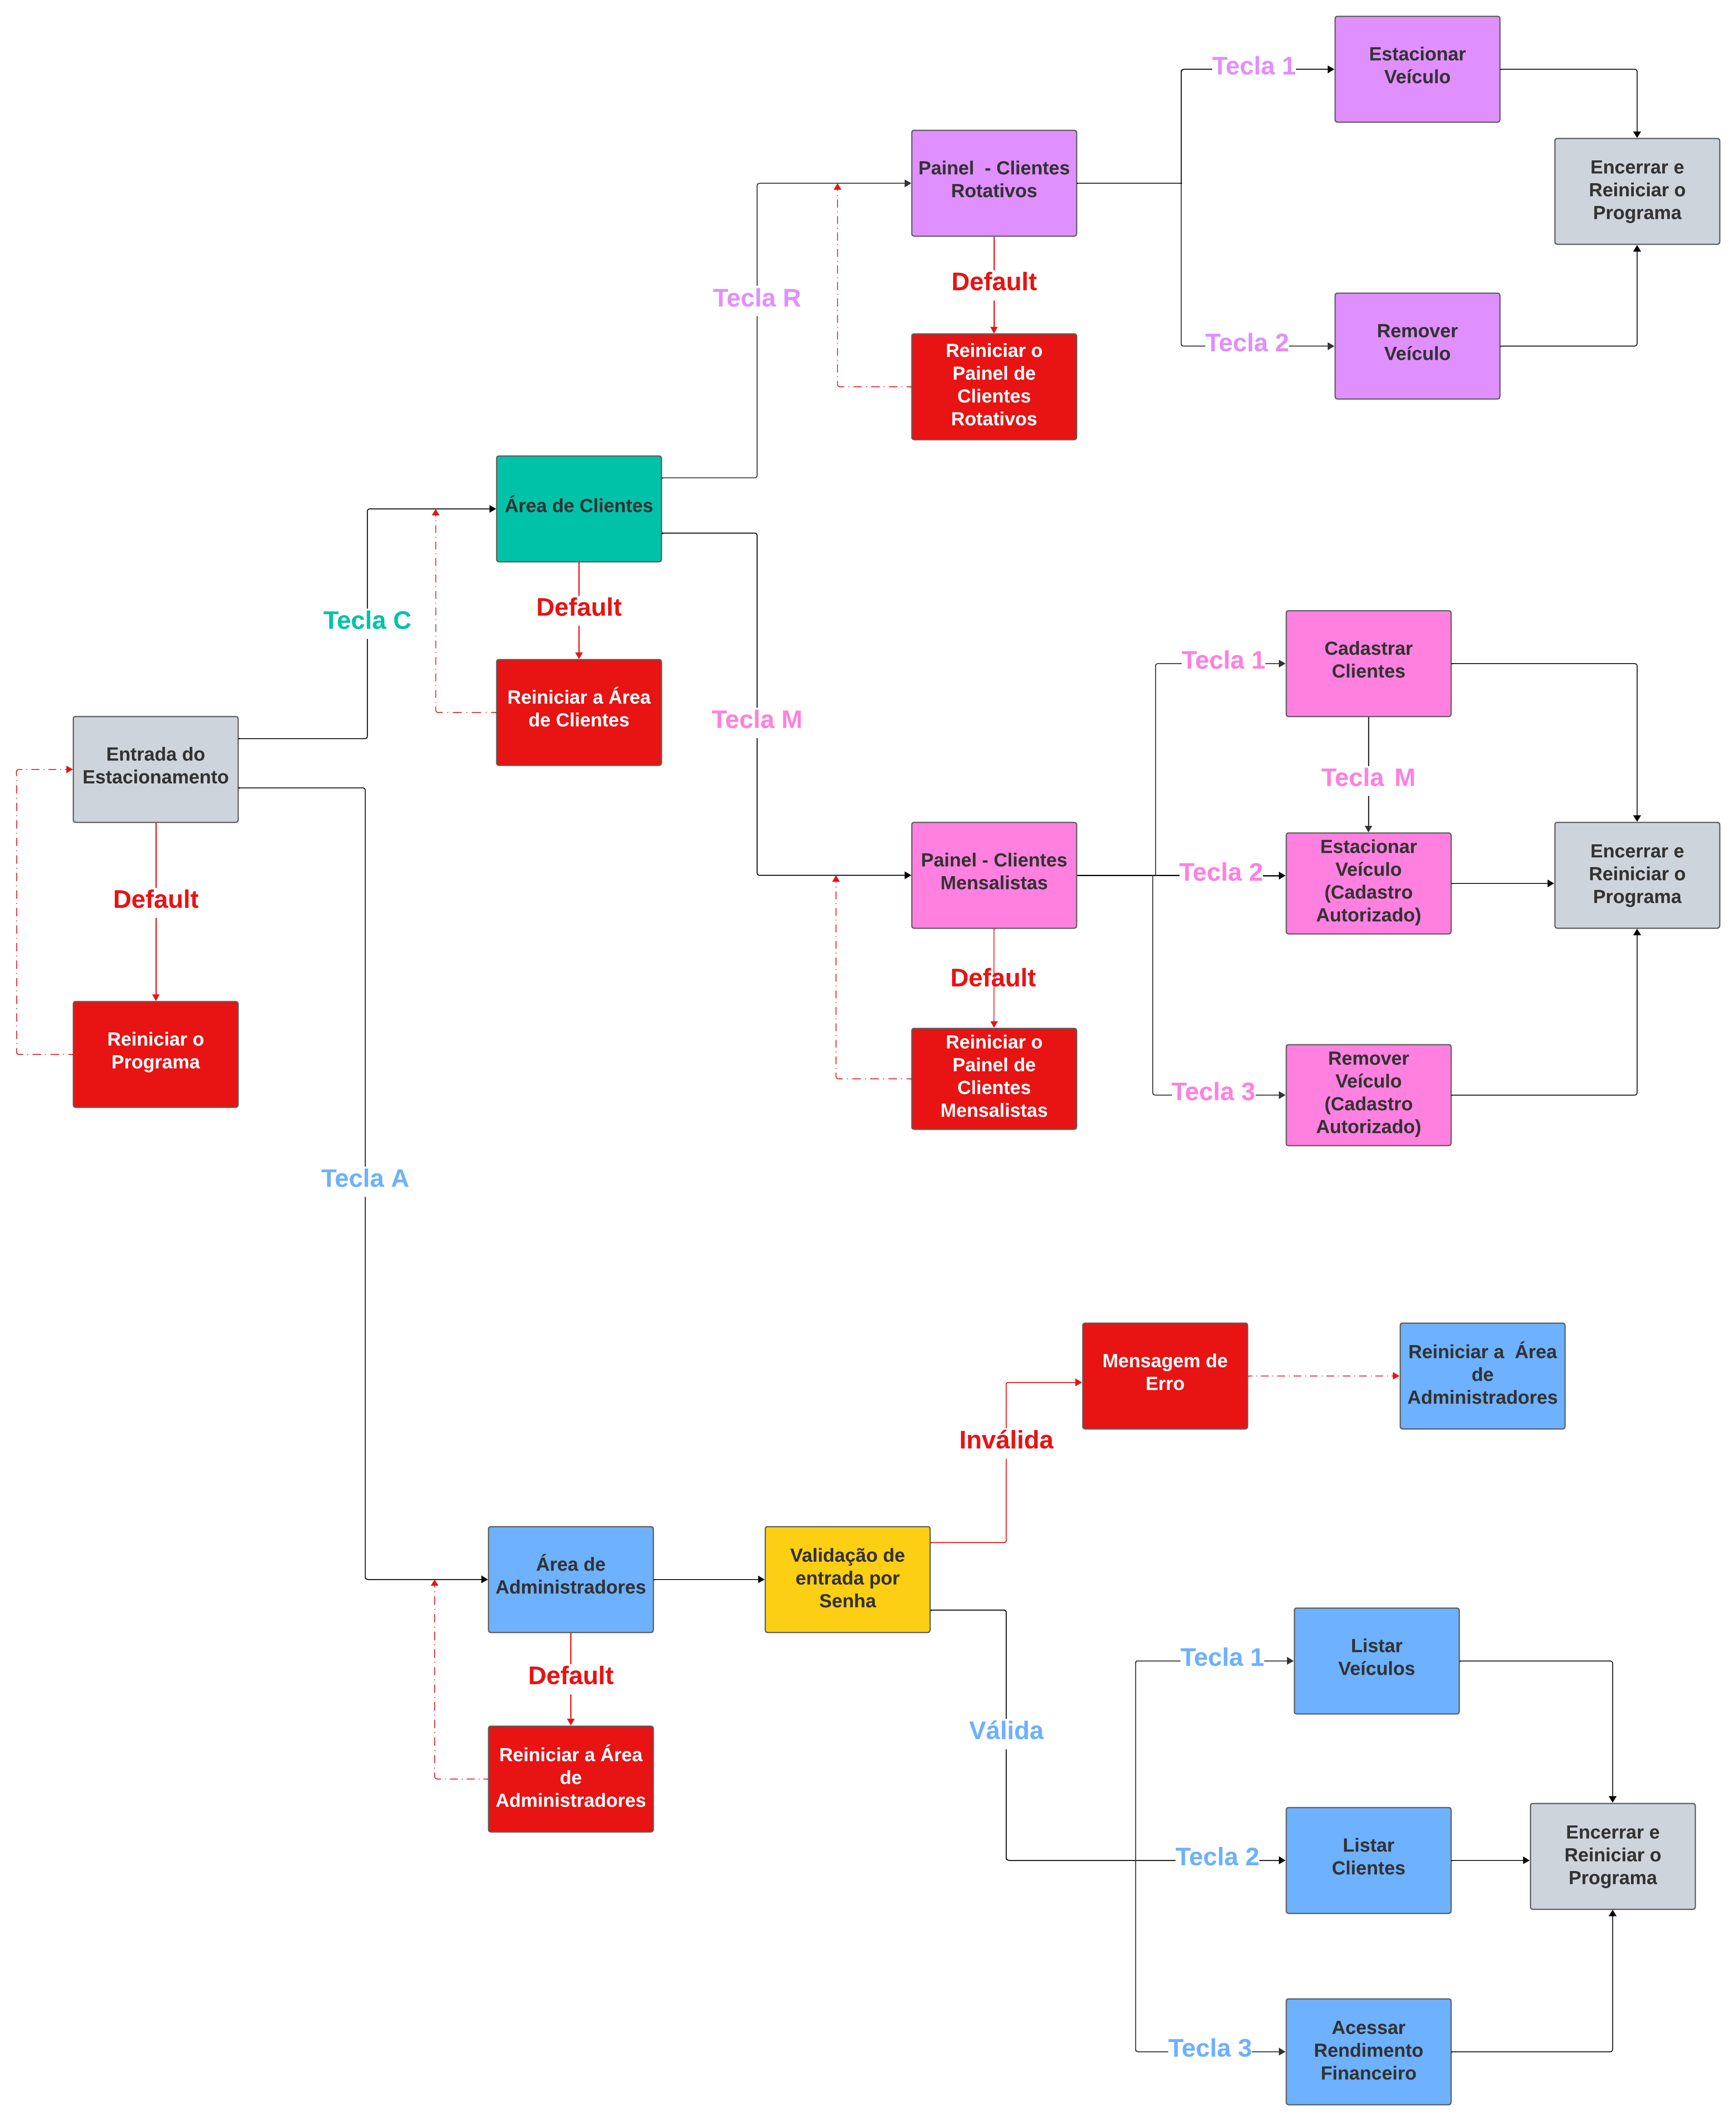 Tecla 1
Estacionar
Veículo
Painel - Clientes
Rotativos
Encerrar e
Reiniciar o
Programa
Tecla R
Default
Tecla 2
Remover
Veículo
Reiniciar o
Painel de
Clientes
Rotativos
Área de Clientes
Tecla C
Default
Reiniciar a Área
de Clientes
Tecla M
Tecla 1
Cadastrar
Clientes
Tecla M
Entrada do
Estacionamento
Default
Reiniciar o
Programa
Painel - Clientes
Mensalistas
Tecla 2
Estacionar
Veículo
(Cadastro
Autorizado)
Encerrar e
Reiniciar o
Programa
Default
Reiniciar o
Painel de
Clientes
Mensalistas
Tecla 3
Remover
Veículo
(Cadastro
Autorizado)
Tecla A
Mensagem de
Erro
Reiniciar a Área
de
Administradores
Inválida
Área de
Administradores
Validação de
entrada por
Senha
Default
Reiniciar a Área
de
Administradores
Válida
Tecla 1
Listar
Veículos
Tecla 2
Listar
Clientes
Encerrar e
Reiniciar o
Programa
Tecla 3
Acessar
Rendimento
Financeiro